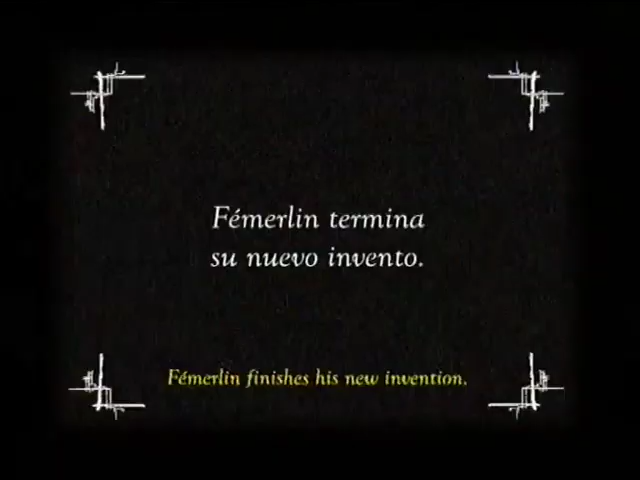 Fémerlin termina
su nuevo invento.
Fémerlin finishes his new invention.